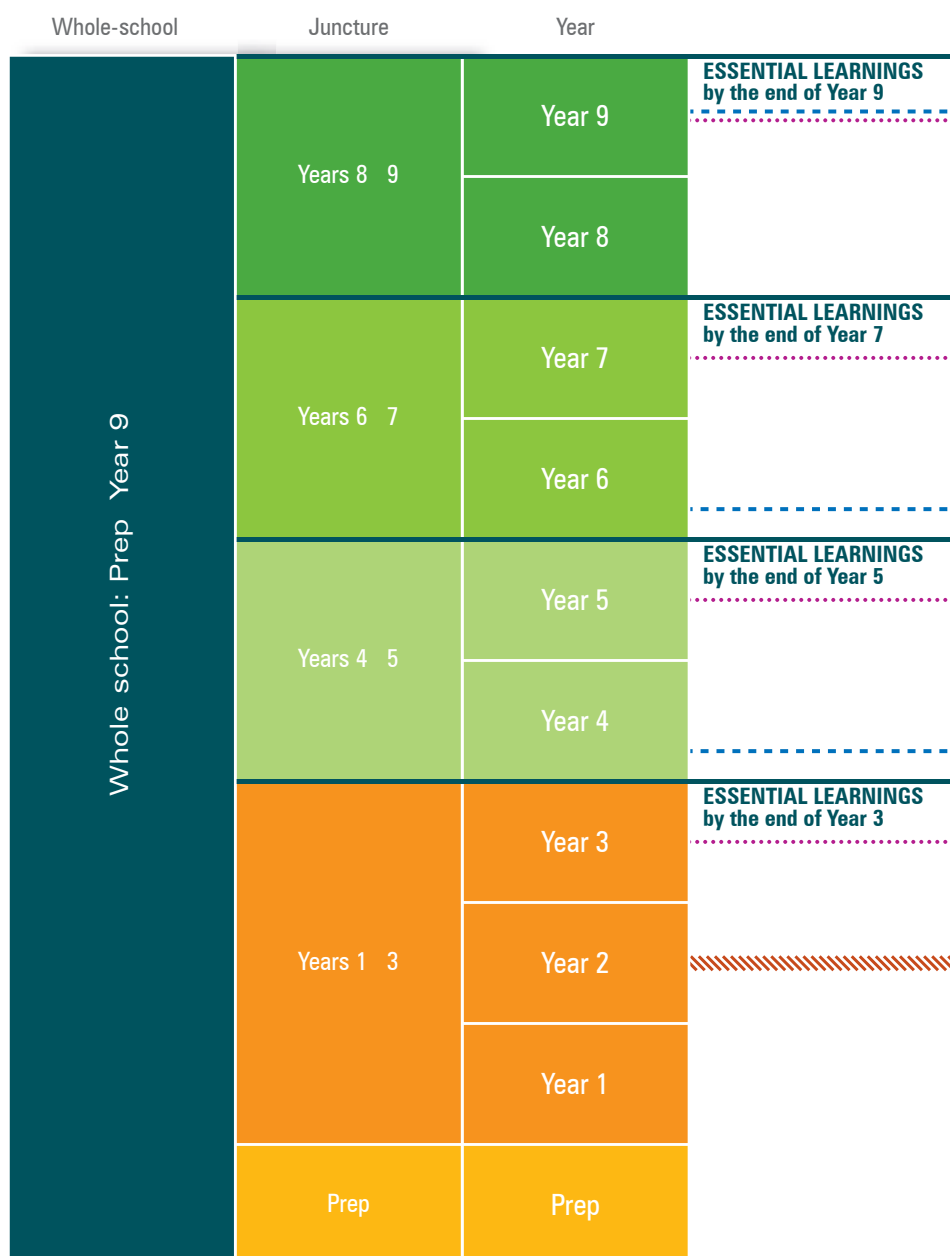 Whole-school
Juncture
Year
ESSENTIAL LEARNINGS
by the end of Year 9
Year 9
Years 8 9
Year 8
ESSENTIAL LEARNINGS
by the end of Year 7
Year 7
Years 6 7
Year 6
Whole school: Prep Year 9
ESSENTIAL LEARNINGS
by the end of Year 5
Year 5
Years 4 5
Year 4
ESSENTIAL LEARNINGS
by the end of Year 3
Year 3
Years 1 3
Year 2
Year 1
Prep
Prep